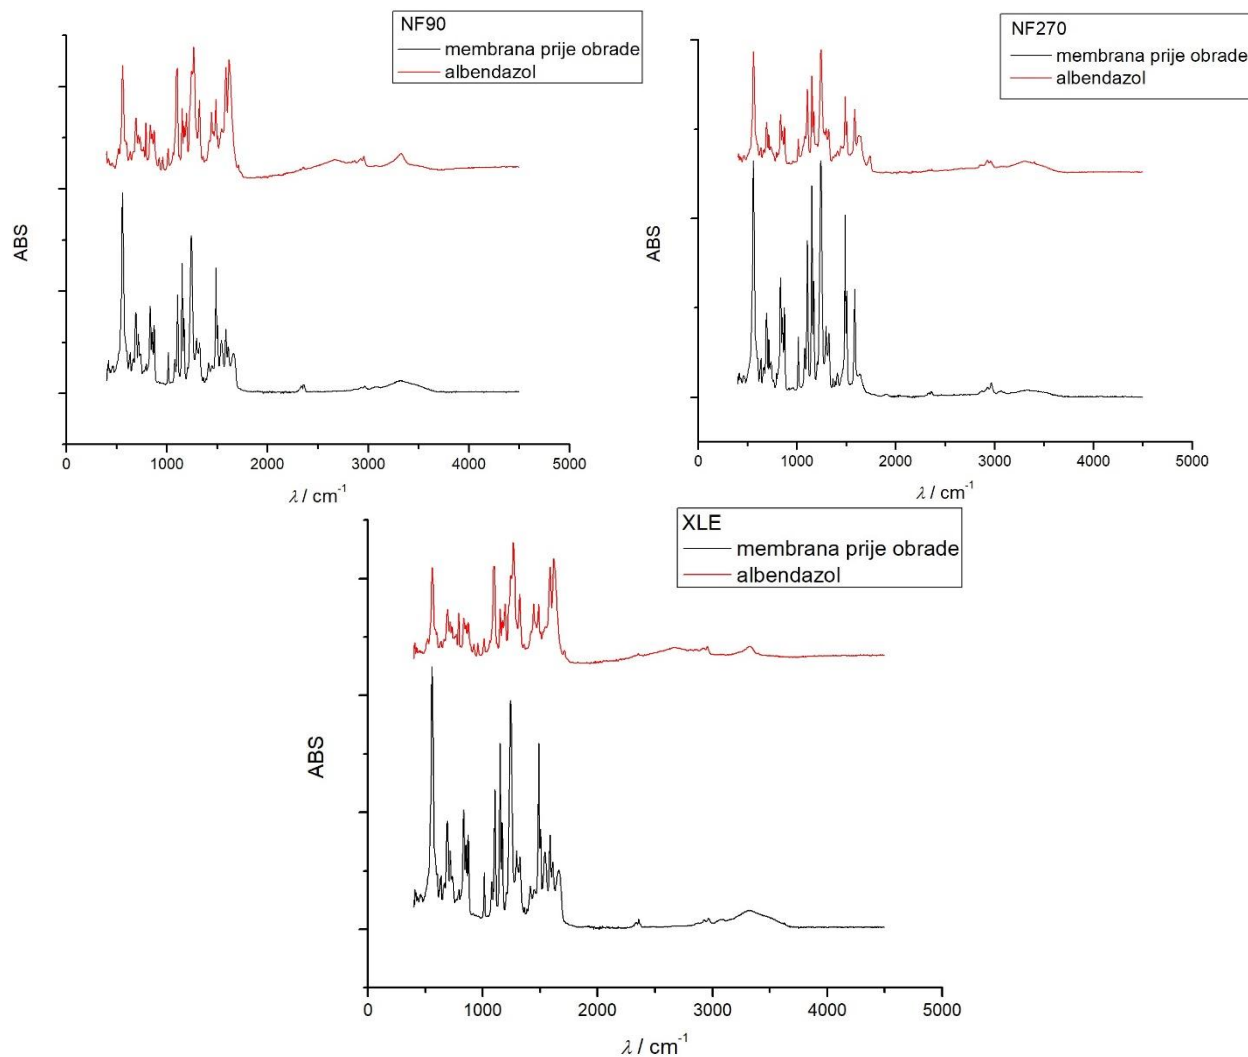 NF90
membrana prije obrade
albendazol
ABS
0 1000 2000 3000 4000 5000
λ / cm⁻¹
NF270
membrana prije obrade
albendazol
ABS
0 1000 2000 3000 4000 5000
λ / cm⁻¹
XLE
membrana prije obrade
albendazol
ABS
0 1000 2000 3000 4000 5000
λ / cm⁻¹